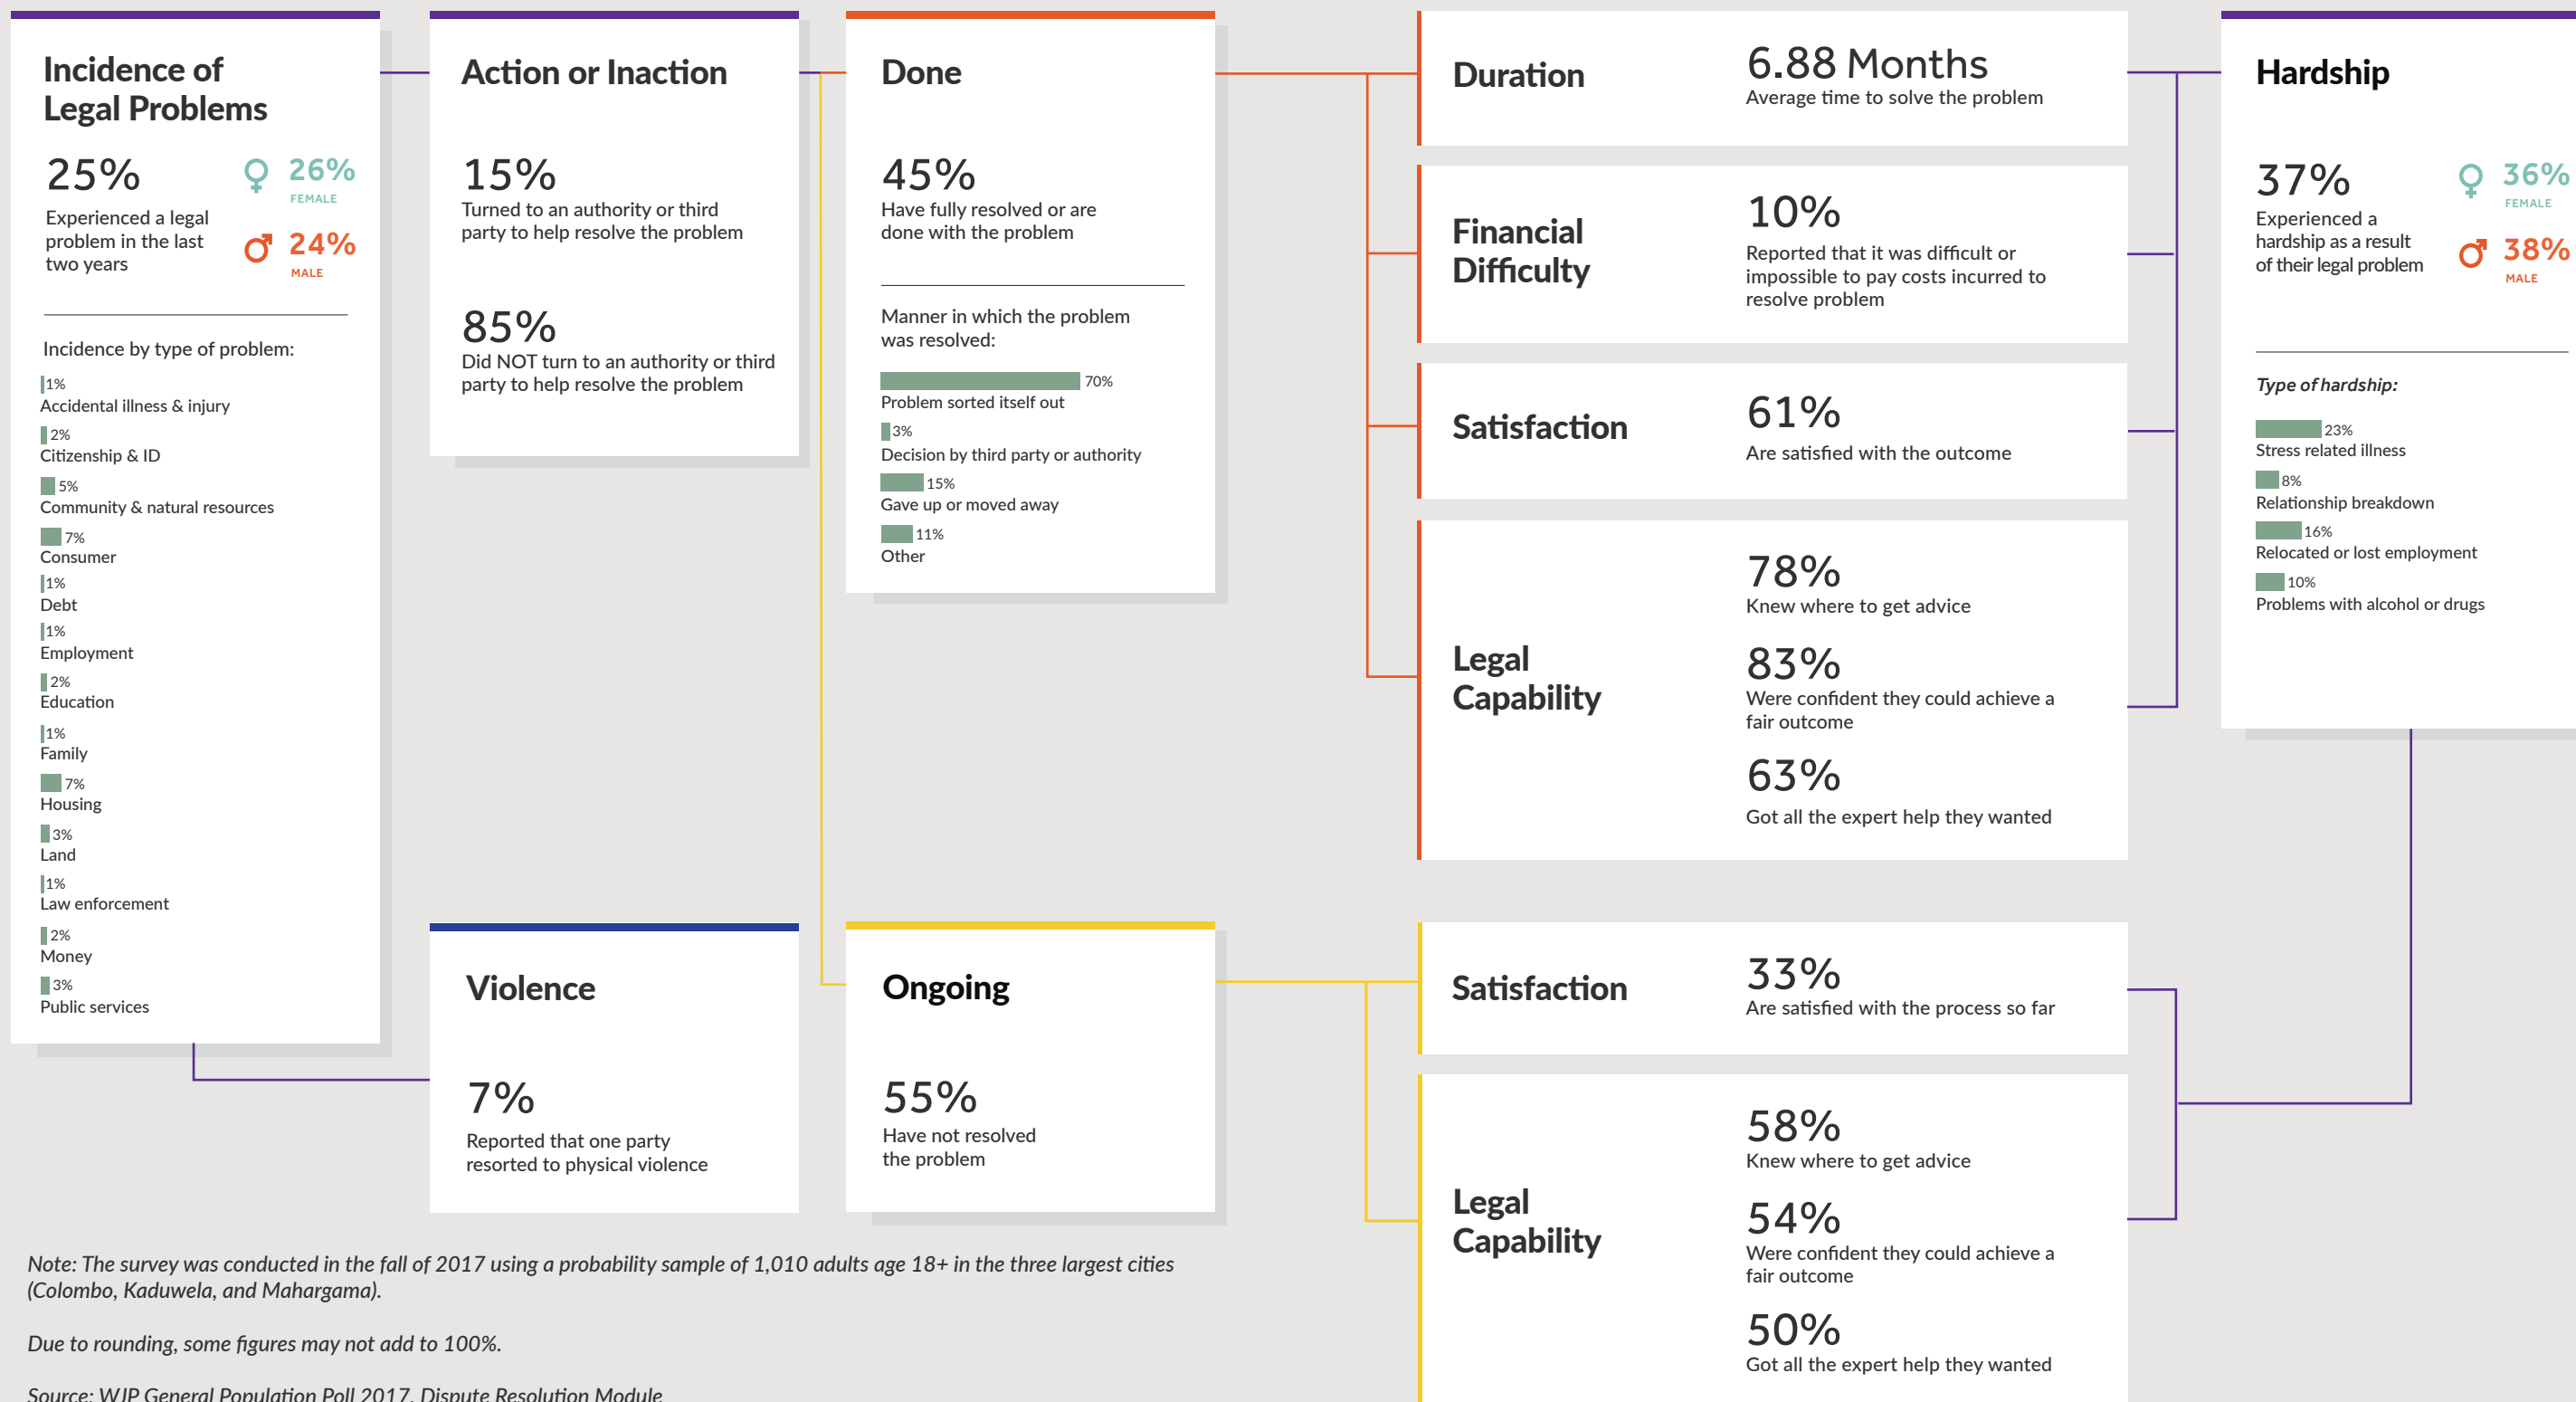 Incidence of
Legal Problems
25%
Experienced a legal
problem in the last
two years
26%
FEMALE
24%
MALE
Incidence by type of problem:
1%
Accidental illness & injury
2%
Citizenship & ID
5%
Community & natural resources
7%
Consumer
1%
Debt
1%
Employment
2%
Education
1%
Family
7%
Housing
3%
Land
1%
Law enforcement
2%
Money
3%
Public services
Action or Inaction
15%
Turned to an authority or third
party to help resolve the problem
85%
Did NOT turn to an authority or third
party to help resolve the problem
Violence
7%
Reported that one party
resorted to physical violence
Done
45%
Have fully resolved or are
done with the problem
Manner in which the problem
was resolved:
70%
Problem sorted itself out
3%
Decision by third party or authority
15%
Gave up or moved away
11%
Other
Ongoing
55%
Have not resolved
the problem
Duration
6.88 Months
Average time to solve the problem
Financial
Difficulty
10%
Reported that it was difficult or
impossible to pay costs incurred to
resolve problem
Satisfaction
61%
Are satisfied with the outcome
Legal
Capability
78%
Knew where to get advice
83%
Were confident they could achieve a
fair outcome
63%
Got all the expert help they wanted
Satisfaction
33%
Are satisfied with the process so far
Legal
Capability
58%
Knew where to get advice
54%
Were confident they could achieve a
fair outcome
50%
Got all the expert help they wanted
Hardship
37%
Experienced a
hardship as a result
of their legal problem
36%
FEMALE
38%
MALE
Type of hardship:
23%
Stress related illness
8%
Relationship breakdown
16%
Relocated or lost employment
10%
Problems with alcohol or drugs
Note: The survey was conducted in the fall of 2017 using a probability sample of 1,010 adults age 18+ in the three largest cities
(Colombo, Kaduwela, and Mahargama).
Due to rounding, some figures may not add to 100%.
Source: WJP General Population Poll 2017, Dispute Resolution Module